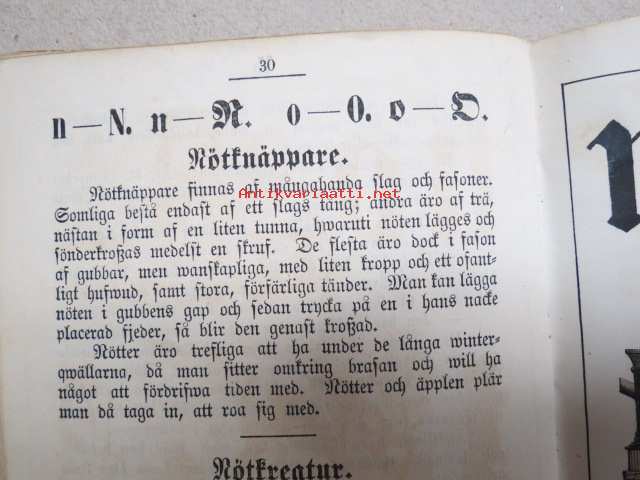 30
n—N. n—N. o—O. o—O.
Nötknäppare.
Nötknäppare finnas af mångahanda slag och fasoner.
Antikvariaatti.net
Somliga bestå endast af ett slags tång; andra äro af trä,
nästan i form af en liten tunna, hwaruti nöten lägges och
sönderkroßas medelst en skruf. De flesta äro dock i fason
af gubbar, men wanskapliga, med liten kropp och ett ofant-
ligt hufwud, samt stora, förfärliga tänder. Man kan lägga
nöten i gubbens gap och sedan trycka på en i hans nacke
placerad fjeder, så blir den genast kroßad.
Nötter äro trefliga att ha under de långa winter-
qwällarna, då man sitter omkring brasan och will ha
något att fördrifwa tiden med. Nötter och äpplen plär
man då taga in, att roa sig med.
Nötkreatur.